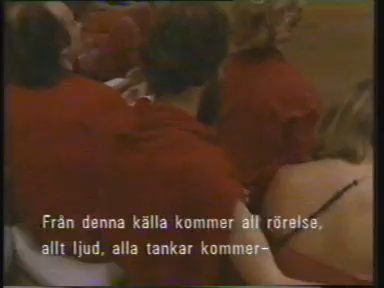 Från denna källa kommer all rörelse,
allt ljud, alla tankar kommer–